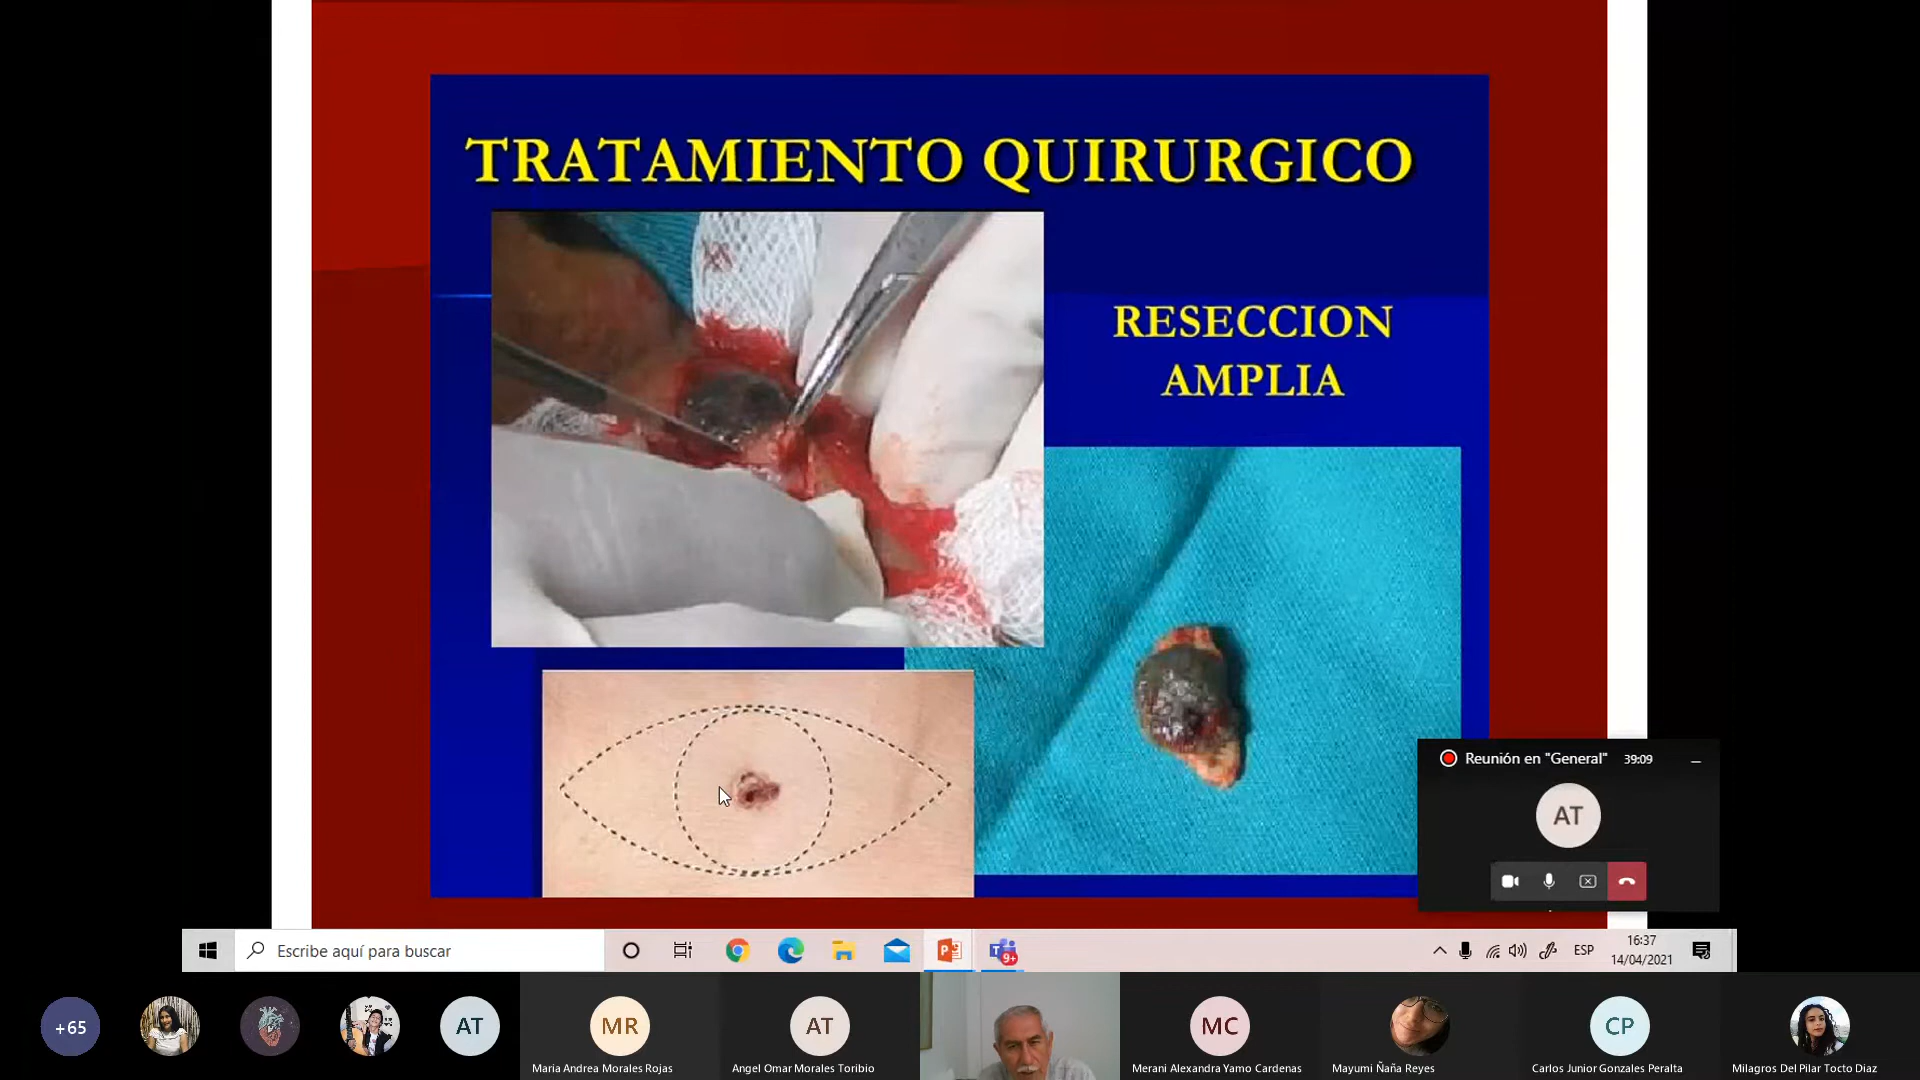 TRATAMIENTO QUIRURGICO
RESECCION
AMPLIA
Reunión en "General" 39:09
AT
Escribe aquí para buscar
9+
ESP
16:37
14/04/2021
+65
AT
MR
Maria Andrea Morales Rojas
AT
Angel Omar Morales Toribio
MC
Merani Alexandra Yamo Cardenas
Mayumi Ñaña Reyes
CP
Carlos Junior Gonzales Peralta
Milagros Del Pilar Tocto Diaz